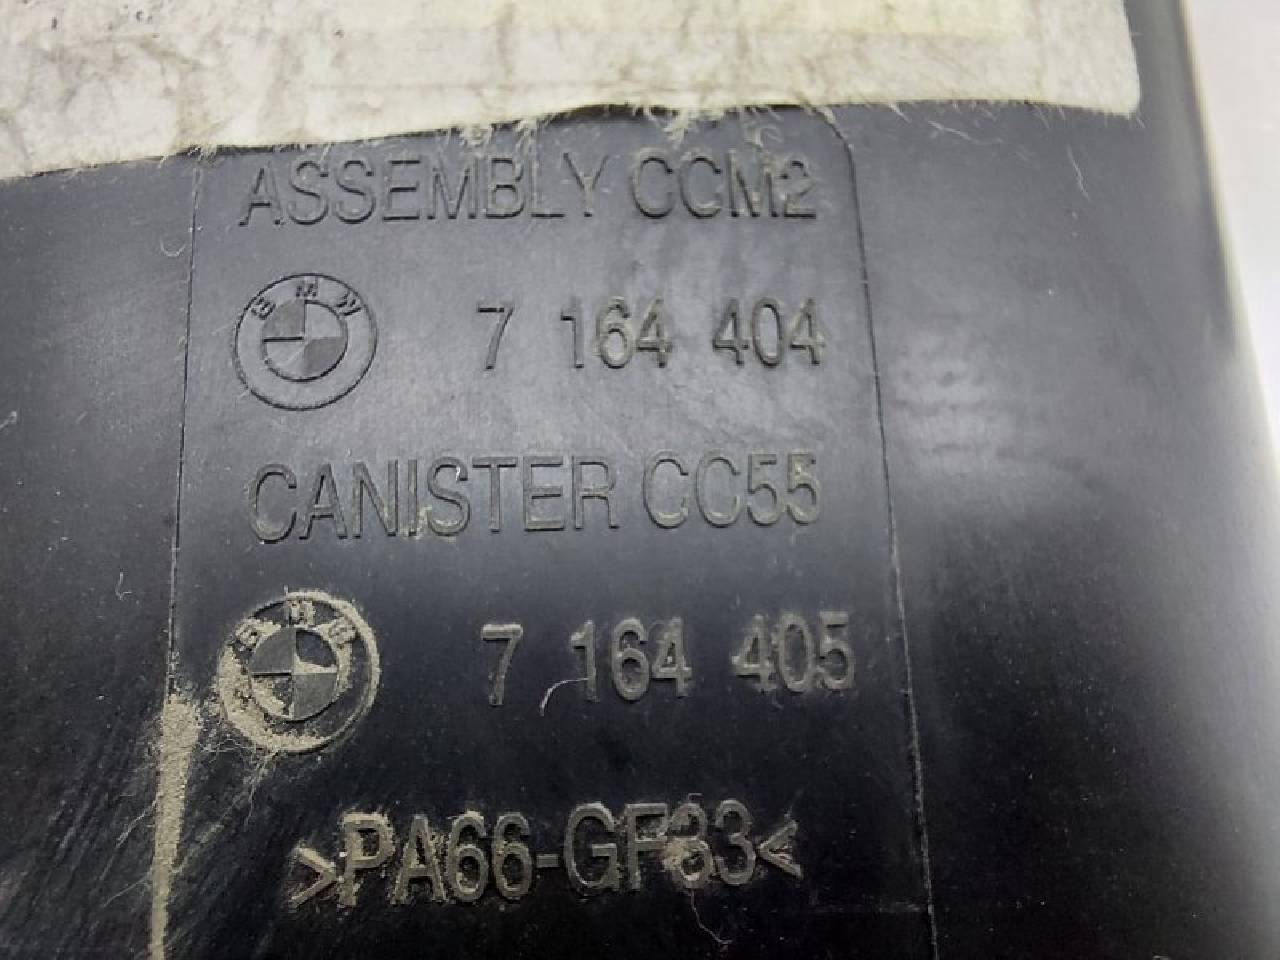 ASSEMBLY CCM2
BMW 7 164 404
CANISTER CC55
BMW 7 164 405
>PA66-GF33<